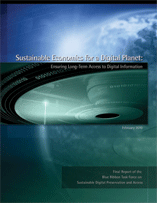 Sustainable Economics for a Digital Planet:
Ensuring Long-Term Access to Digital Information
February 2010
Final Report of the
Blue Ribbon Task Force on
Sustainable Digital Preservation and Access